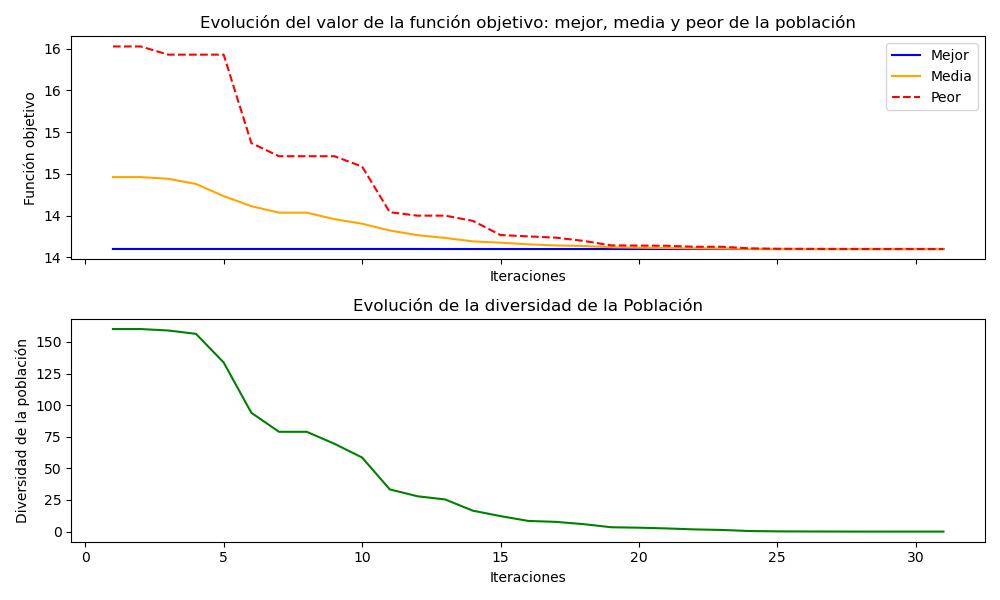 Evolución del valor de la función objetivo: mejor, media y peor de la población
Función objetivo
16
16
15
15
14
14
Mejor
Media
Peor
Iteraciones
Evolución de la diversidad de la Población
Diversidad de la población
150
125
100
75
50
25
0
0 5 10 15 20 25 30
Iteraciones